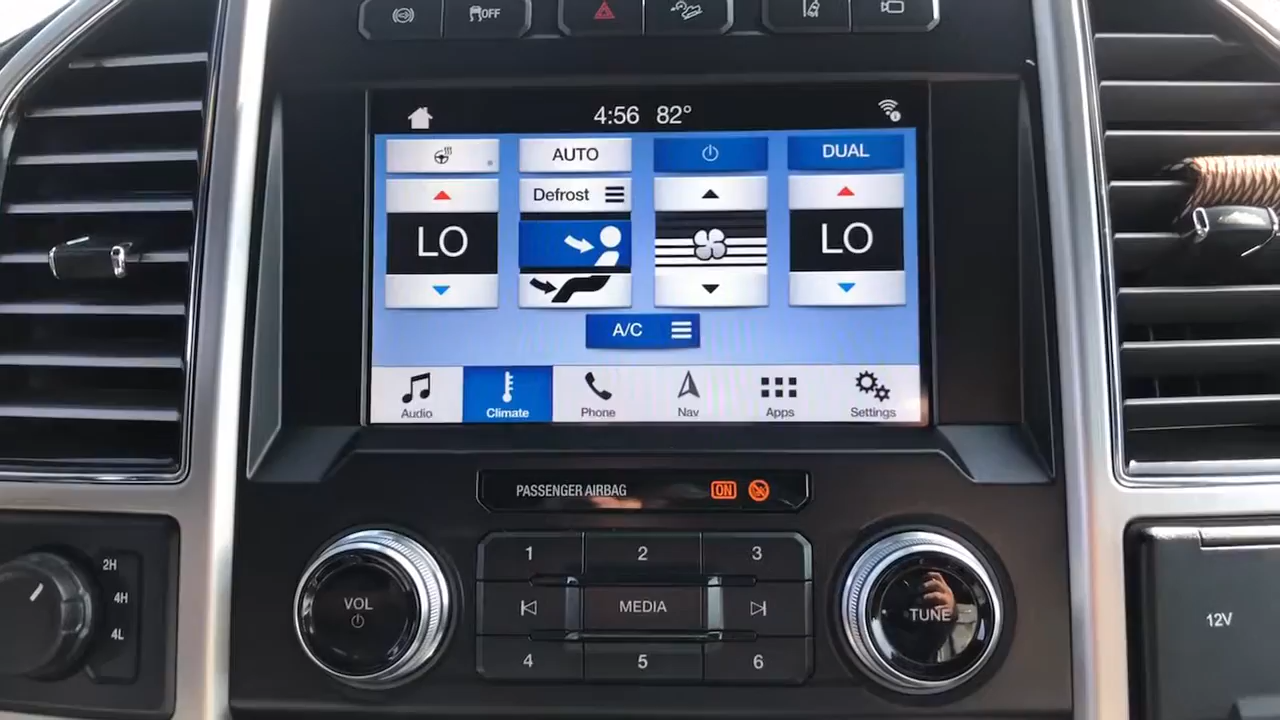 OFF
4:56 82°
AUTO
DUAL
Defrost
LO
LO
A/C
Audio
Climate
Phone
Nav
Apps
Settings
PASSENGER AIRBAG ON
1 2 3
2H
4H
4L
VOL
MEDIA
TUNE
12V
4 5 6